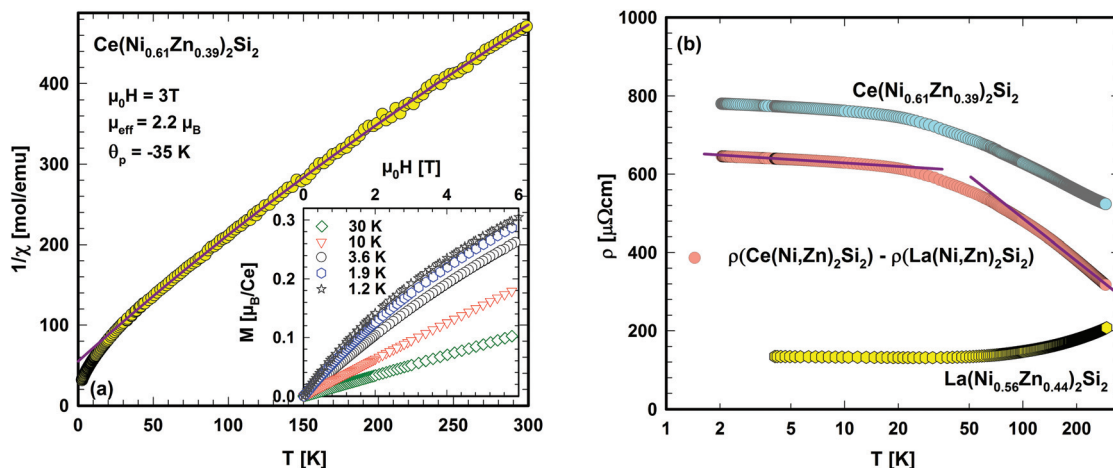 Ce(Ni0.61Zn0.39)2Si2
μ0H = 3T
μeff = 2.2 μB
θp = -35 K
1/χ [mol/emu]
400
300
200
100
0
0 50 100 150 200 250 300
T [K]
(a)
μ0H [T]
0 2 4 6
M [μB/Ce]
0.3
0.2
0.1
0.0
30 K
10 K
3.6 K
1.9 K
1.2 K
(b)
ρ [μΩcm]
1000
800
600
400
200
0
Ce(Ni0.61Zn0.39)2Si2
ρ(Ce(Ni,Zn)2Si2) - ρ(La(Ni,Zn)2Si2)
La(Ni0.56Zn0.44)2Si2
1 2 5 10 20 50 100 200
T [K]